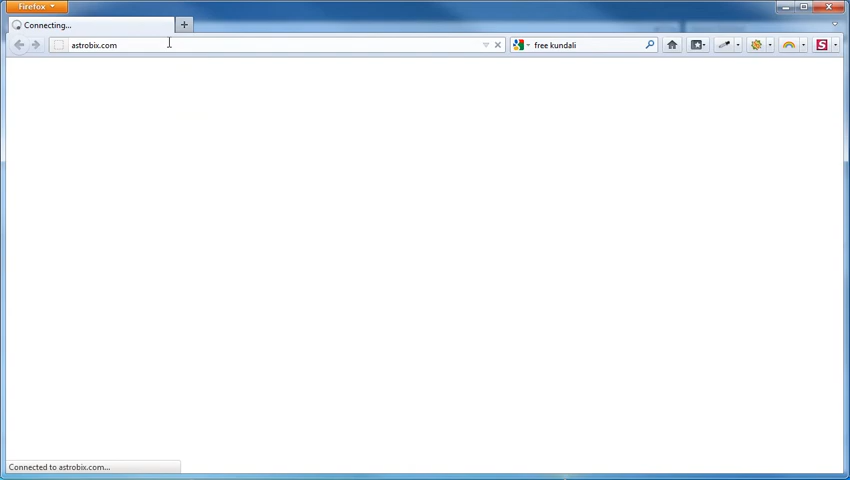 Firefox
Connecting...
astrobix.com
free kundali
S
Connected to astrobix.com...